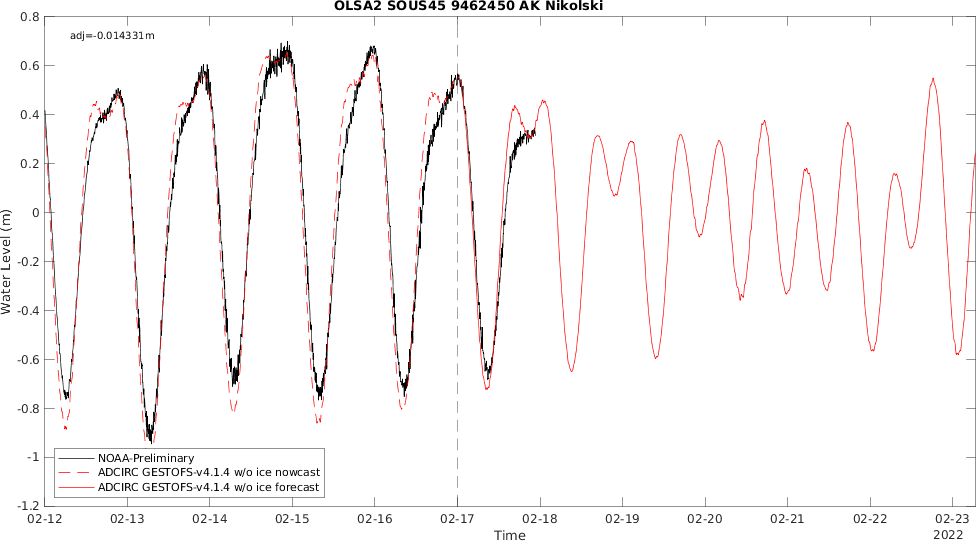 OLSA2 SOUS45 9462450 AK Nikolski
adj=-0.014331m
Water Level (m)
0.8
0.6
0.4
0.2
0
-0.2
-0.4
-0.6
-0.8
-1
-1.2
NOAA-Preliminary
ADCIRC GESTOFS-v4.1.4 w/o ice nowcast
ADCIRC GESTOFS-v4.1.4 w/o ice forecast
02-12 02-13 02-14 02-15 02-16 02-17 02-18 02-19 02-20 02-21 02-22 02-23
Time
2022